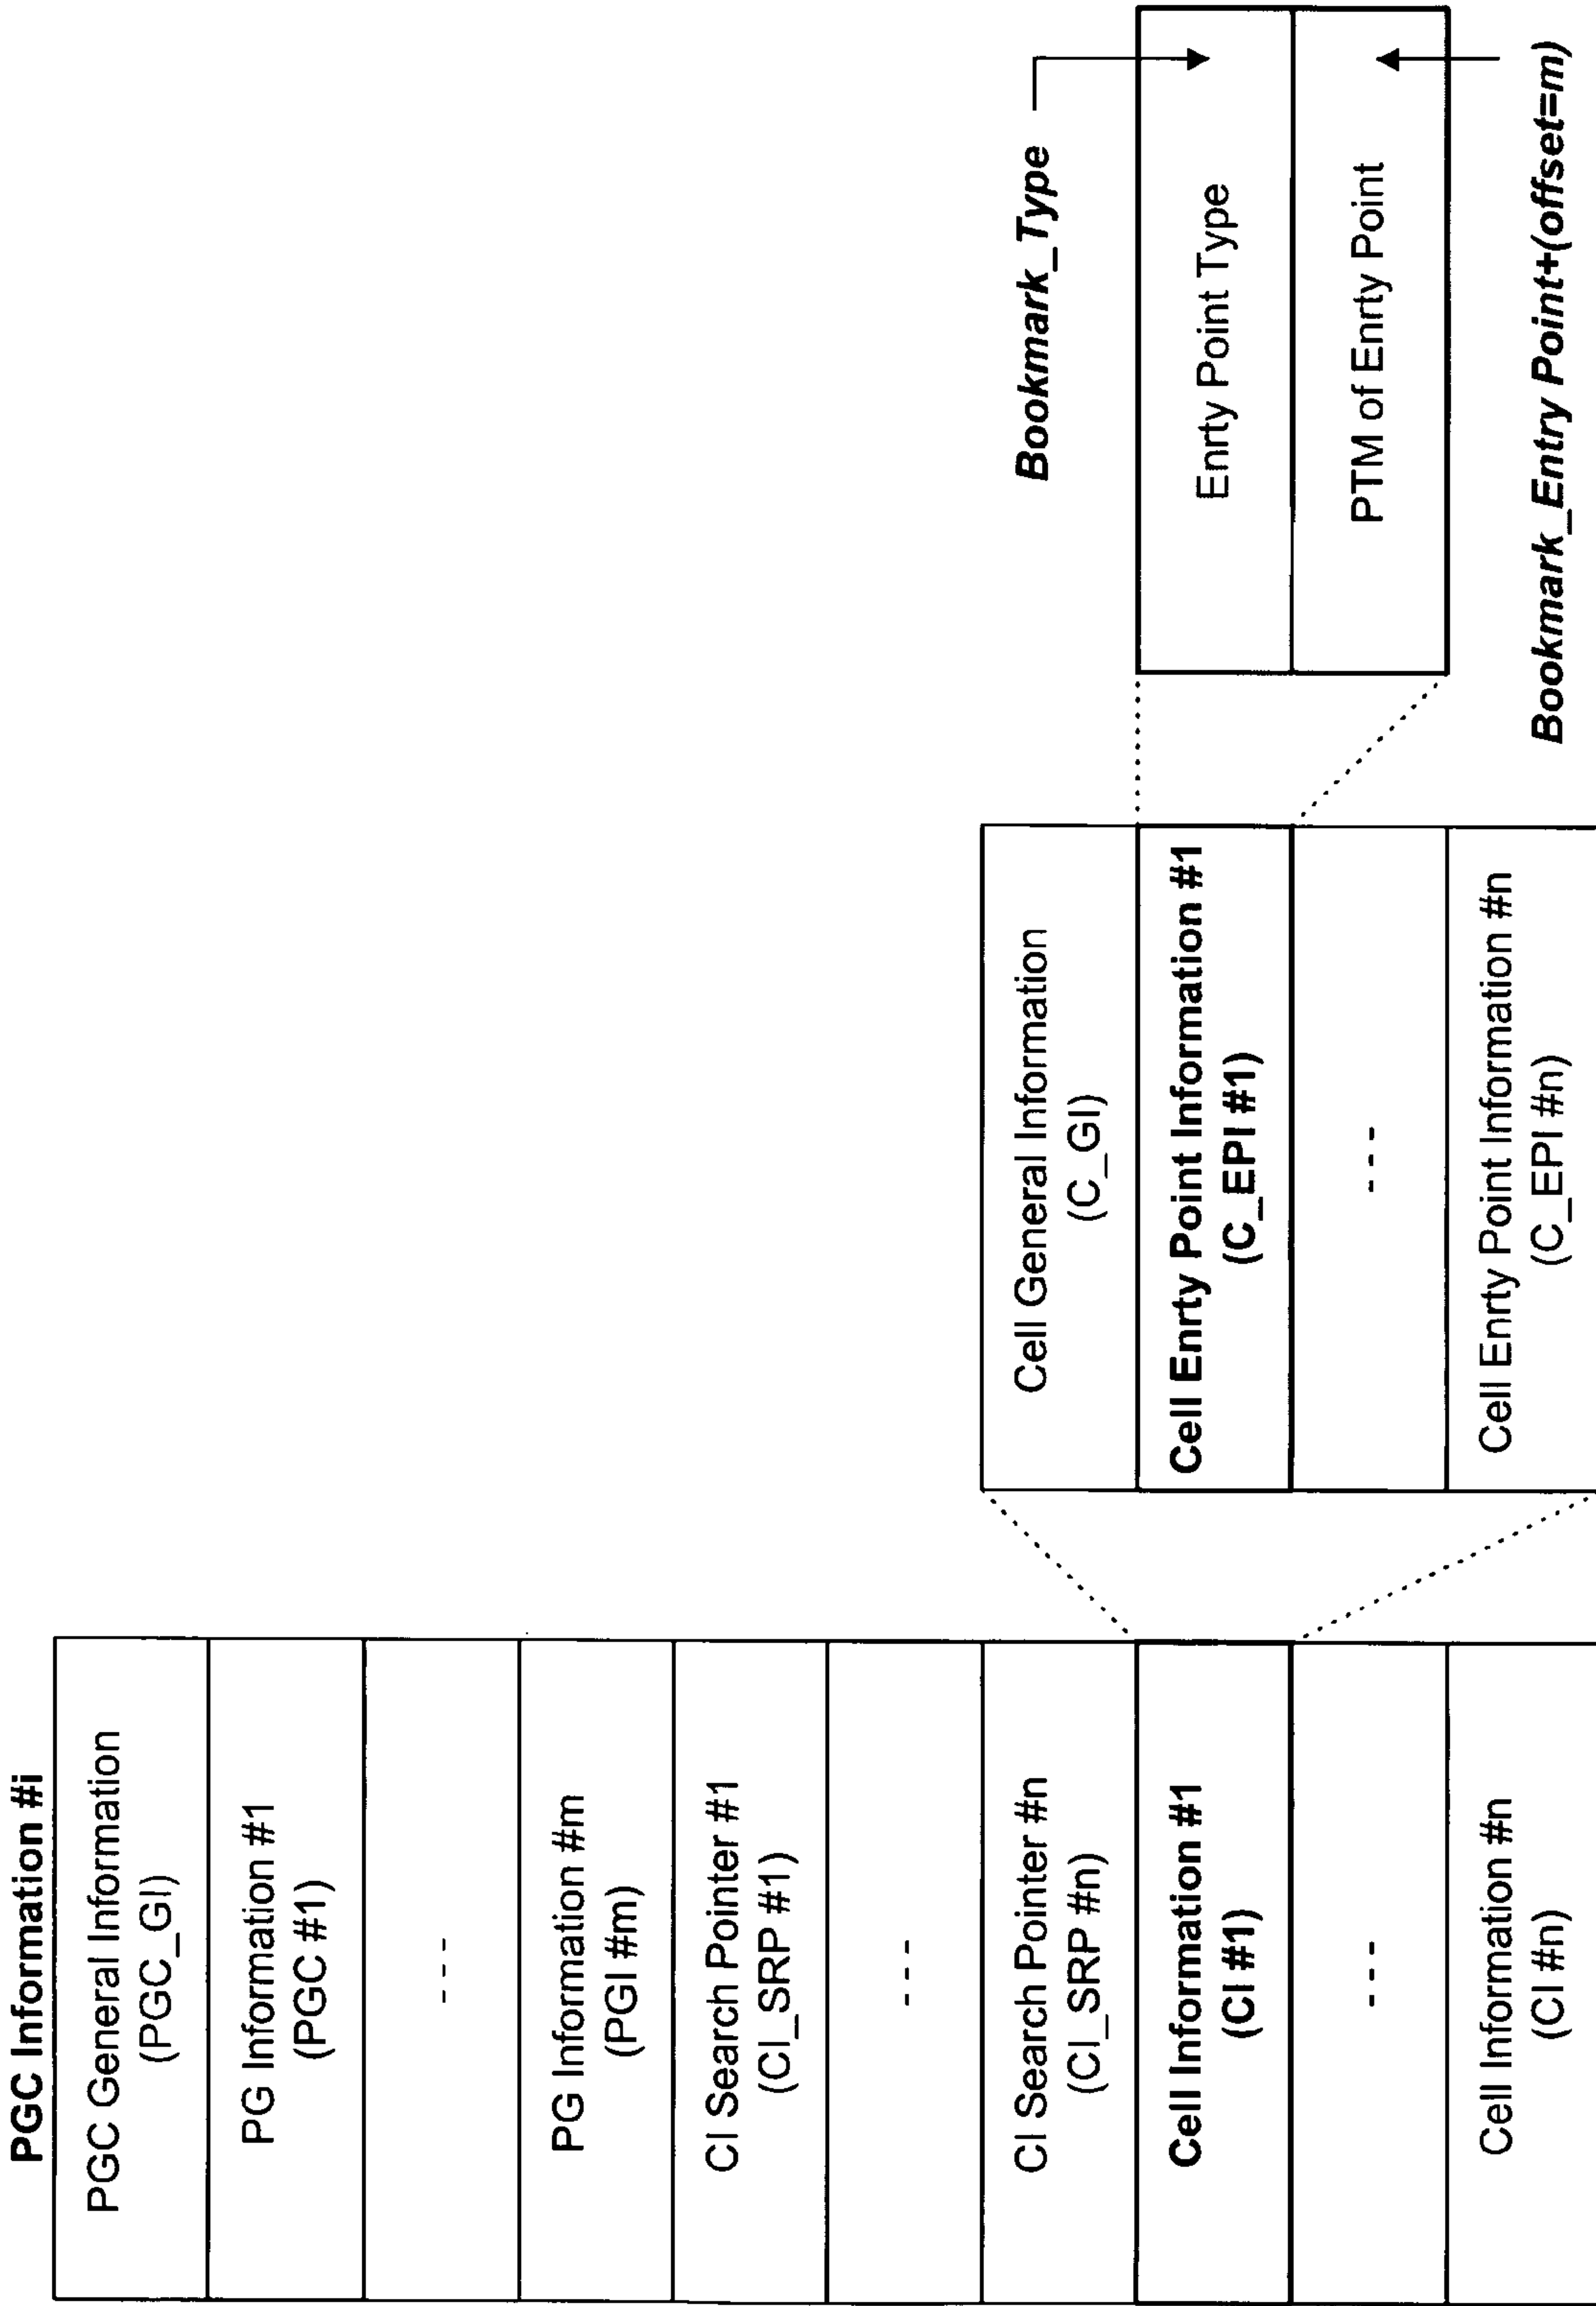 PGC Information #i
PGC General Information
(PGC_GI)
PG Information #1
(PGC #1)
---
PG Information #m
(PGI #m)
CI Search Pointer #1
(CI_SRP #1)
---
CI Search Pointer #n
(CI_SRP #n)
Cell Information #1
(CI #1)
---
Cell Information #n
(CI #n)
Cell General Information
(C_GI)
Cell Enrty Point Information #1
(C_EPI #1)
---
Cell Enrty Point Information #n
(C_EPI #n)
Bookmark_Type
Enrty Point Type
PTM of Enrty Point
Bookmark_Entry Point+(offset=m)